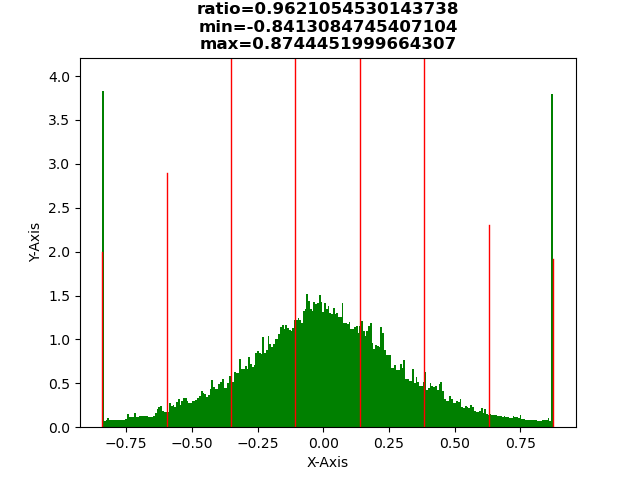 ratio=0.9621054530143738
min=-0.8413084745407104
max=0.8744451999664307
4.0
3.5
3.0
2.5
2.0
1.5
1.0
0.5
0.0
Y-Axis
−0.75 −0.50 −0.25 0.00 0.25 0.50 0.75
X-Axis